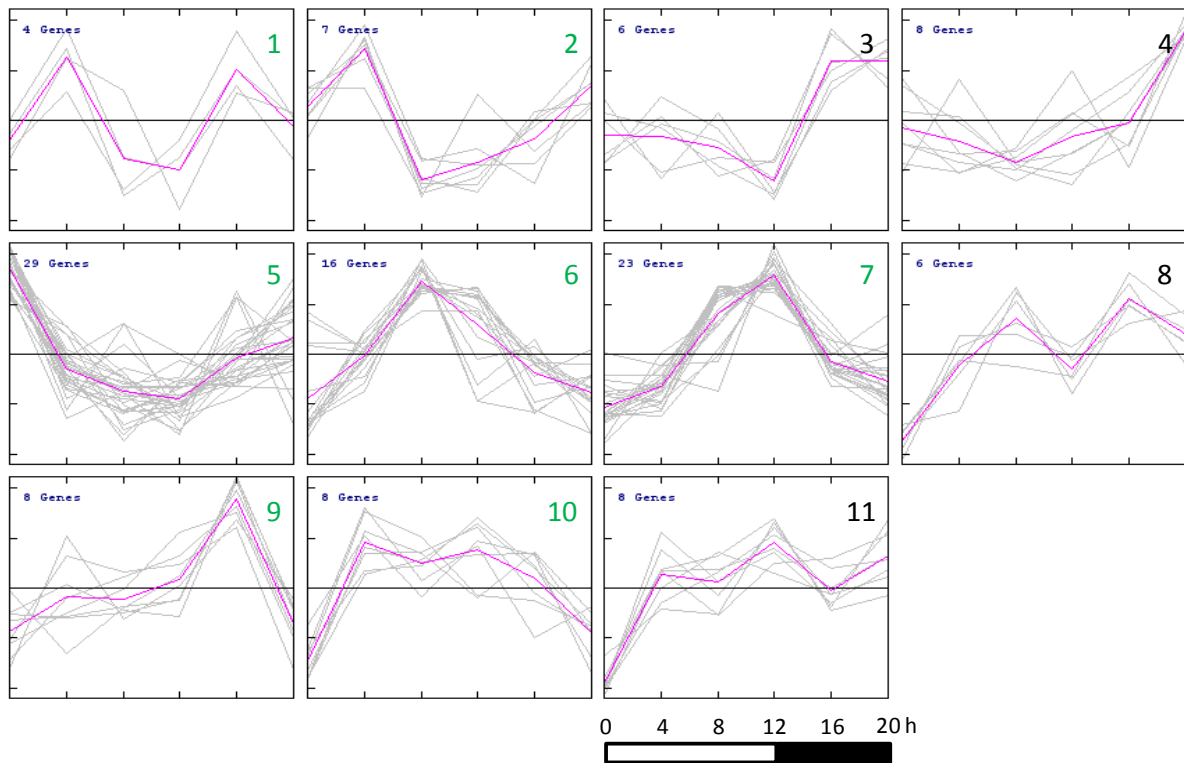 4 Genes 1
7 Genes 2
6 Genes 3
8 Genes 4
29 Genes 5
16 Genes 6
23 Genes 7
6 Genes 8
8 Genes 9
8 Genes 10
8 Genes 11
0 4 8 12 16 20 h